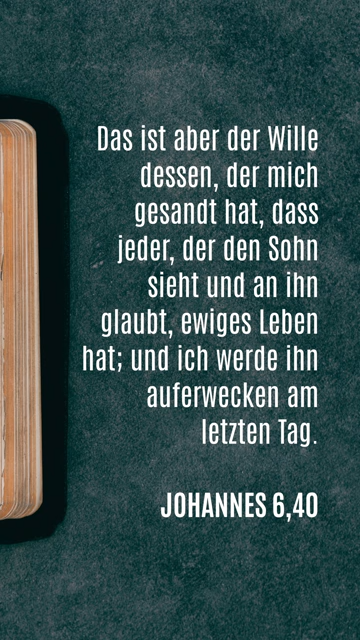 Das ist aber der Wille
dessen, der mich
gesandt hat, dass
jeder, der den Sohn
sieht und an ihn
glaubt, ewiges Leben
hat; und ich werde ihn
auferwecken am
letzten Tag.
JOHANNES 6,40